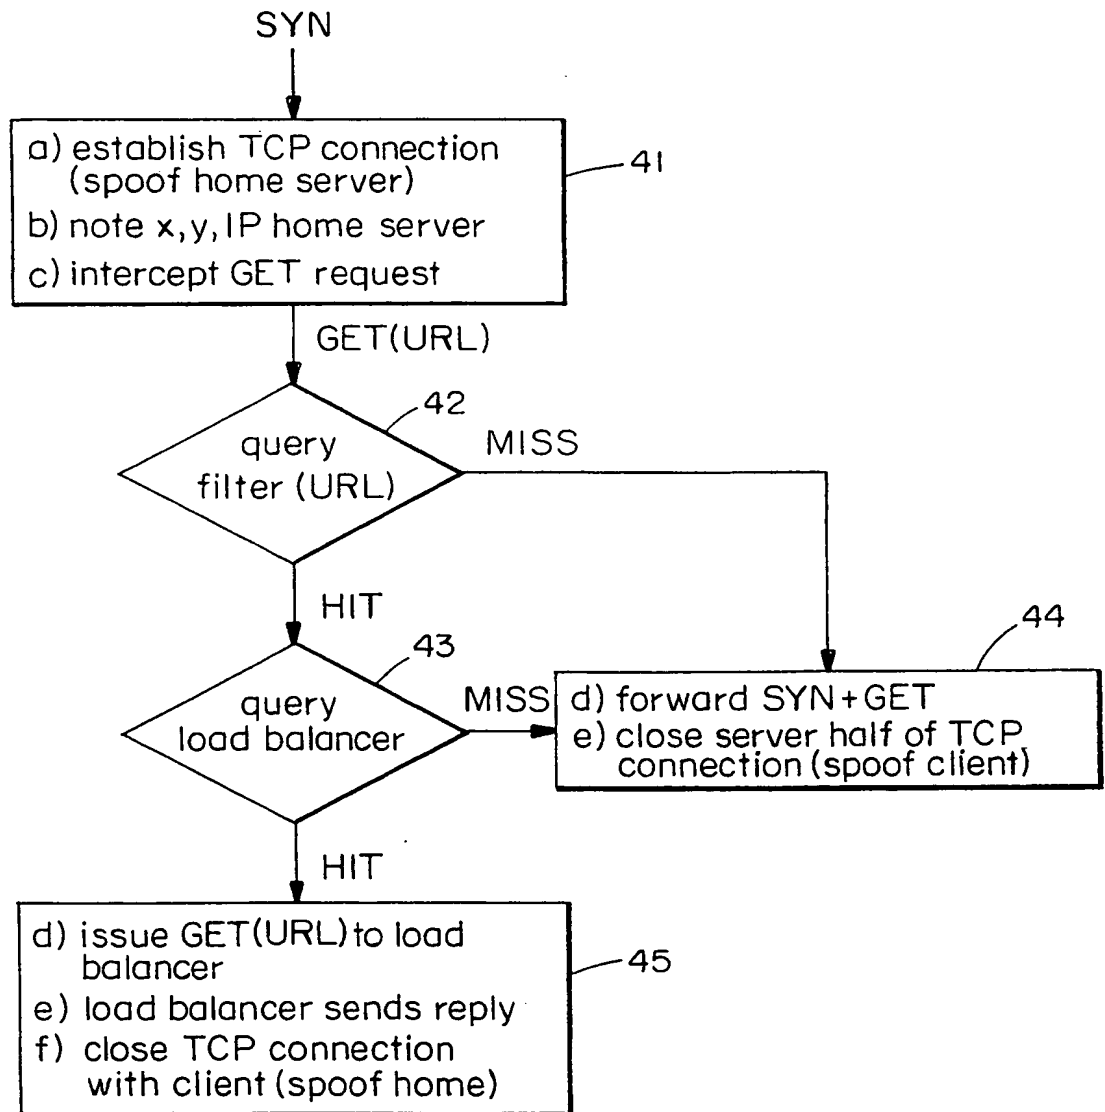 SYN
a) establish TCP connection
(spoof home server)
b) note x,y,IP home server
c) intercept GET request
41
GET(URL)
42
query
filter (URL)
MISS
HIT
43
query
load balancer
MISS
44
d) forward SYN+GET
e) close server half of TCP
connection (spoof client)
HIT
d) issue GET(URL) to load
balancer
e) load balancer sends reply
f) close TCP connection
with client (spoof home)
45